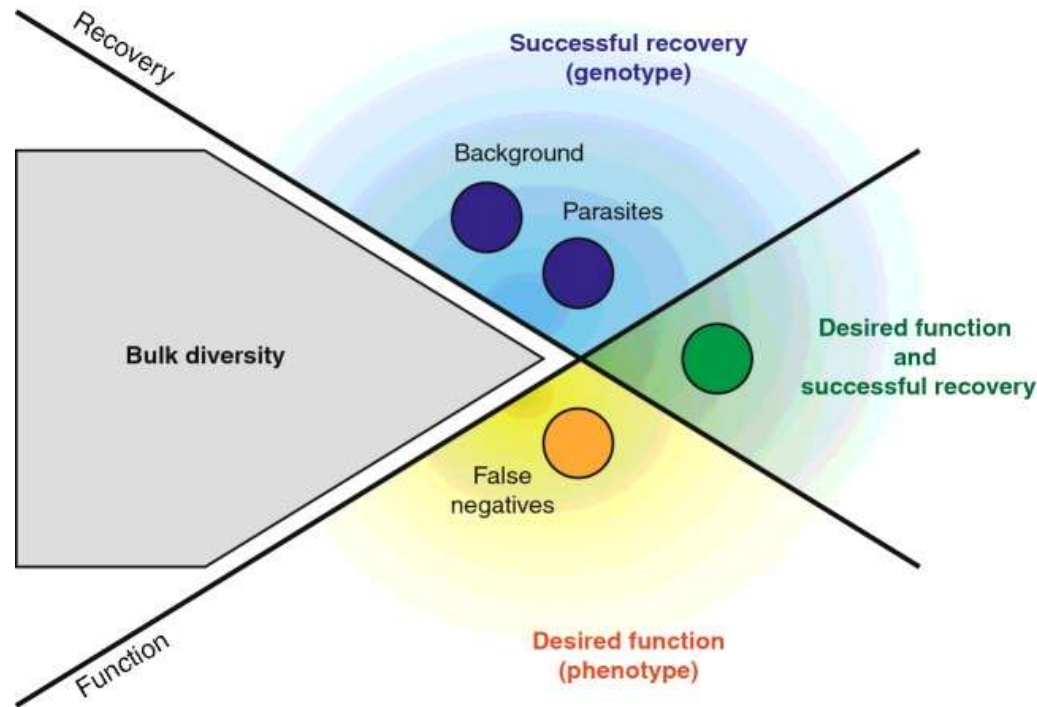 Recovery
Successful recovery
(genotype)
Background
Parasites
Bulk diversity
Desired function
and
successful recovery
False
negatives
Function
Desired function
(phenotype)